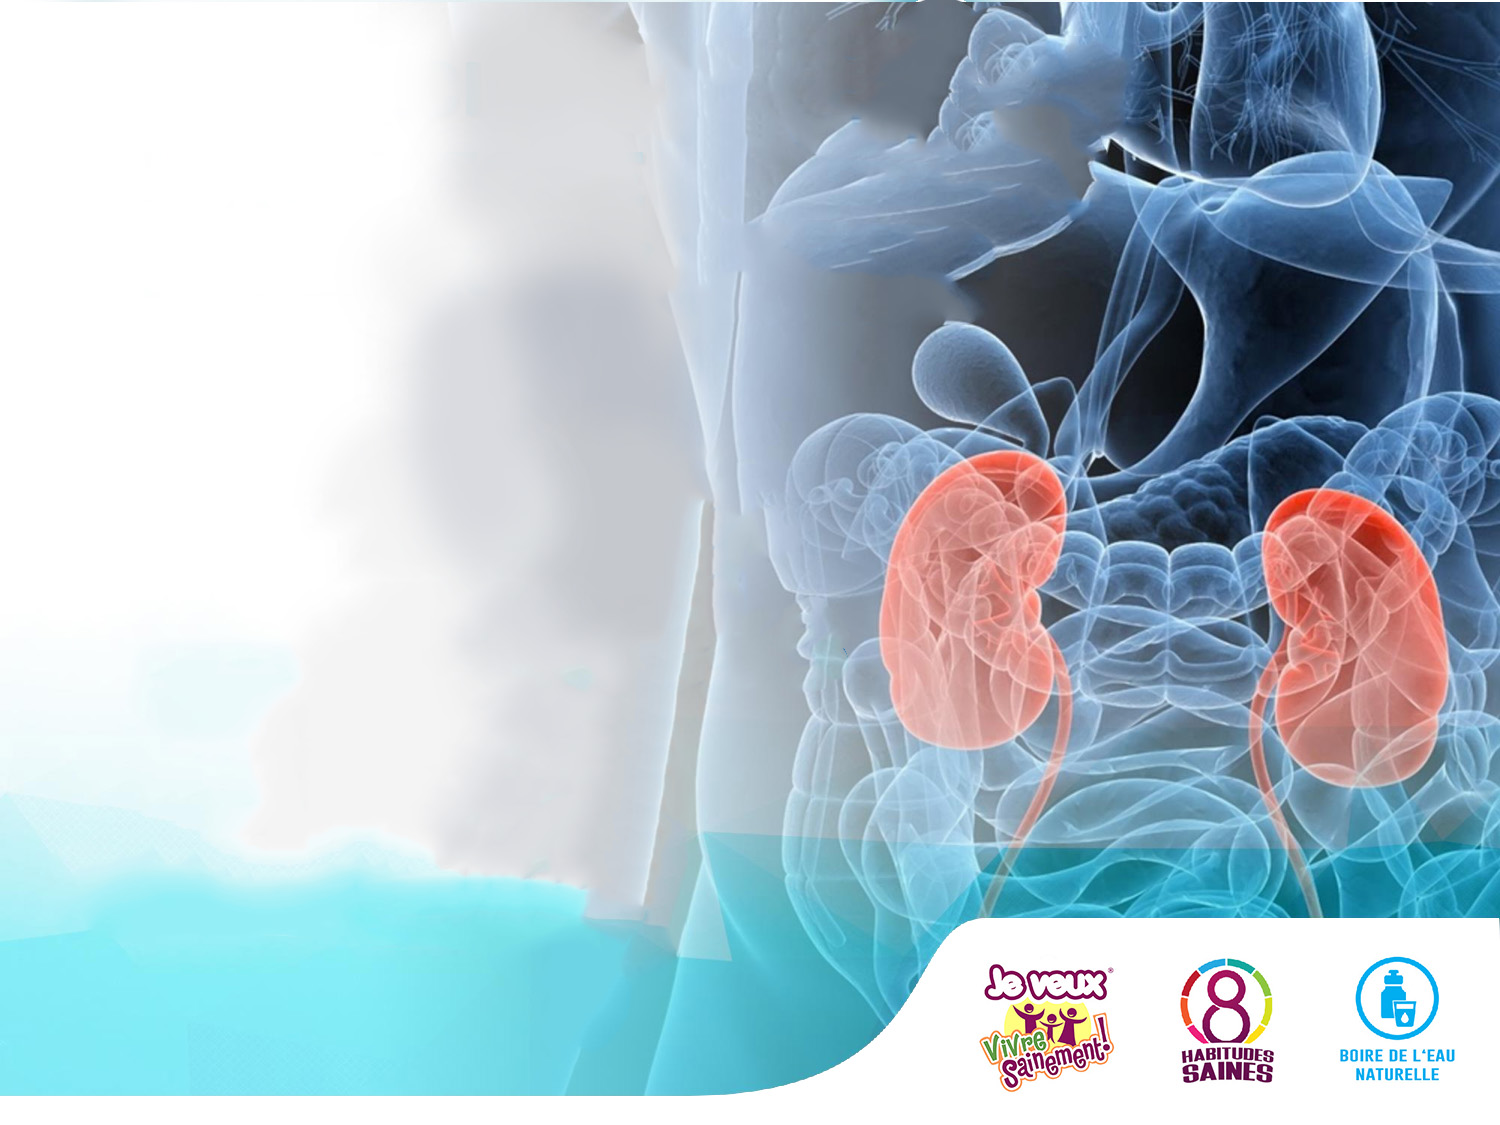 Je veux®
Vivre
Sainement!
8
HABITUDES
SAINES
BOIRE DE L'EAU
NATURELLE